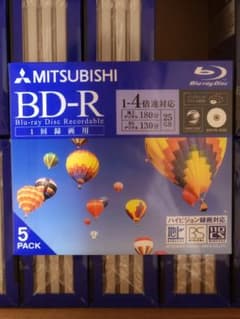 MITSUBISHI
Blu-ray Disc
BD-R
Blu-ray Disc Recordable
1回録画用
1-4倍速対応
180分
130分
25GB
5
PACK
ハイビジョン録画対応
BS